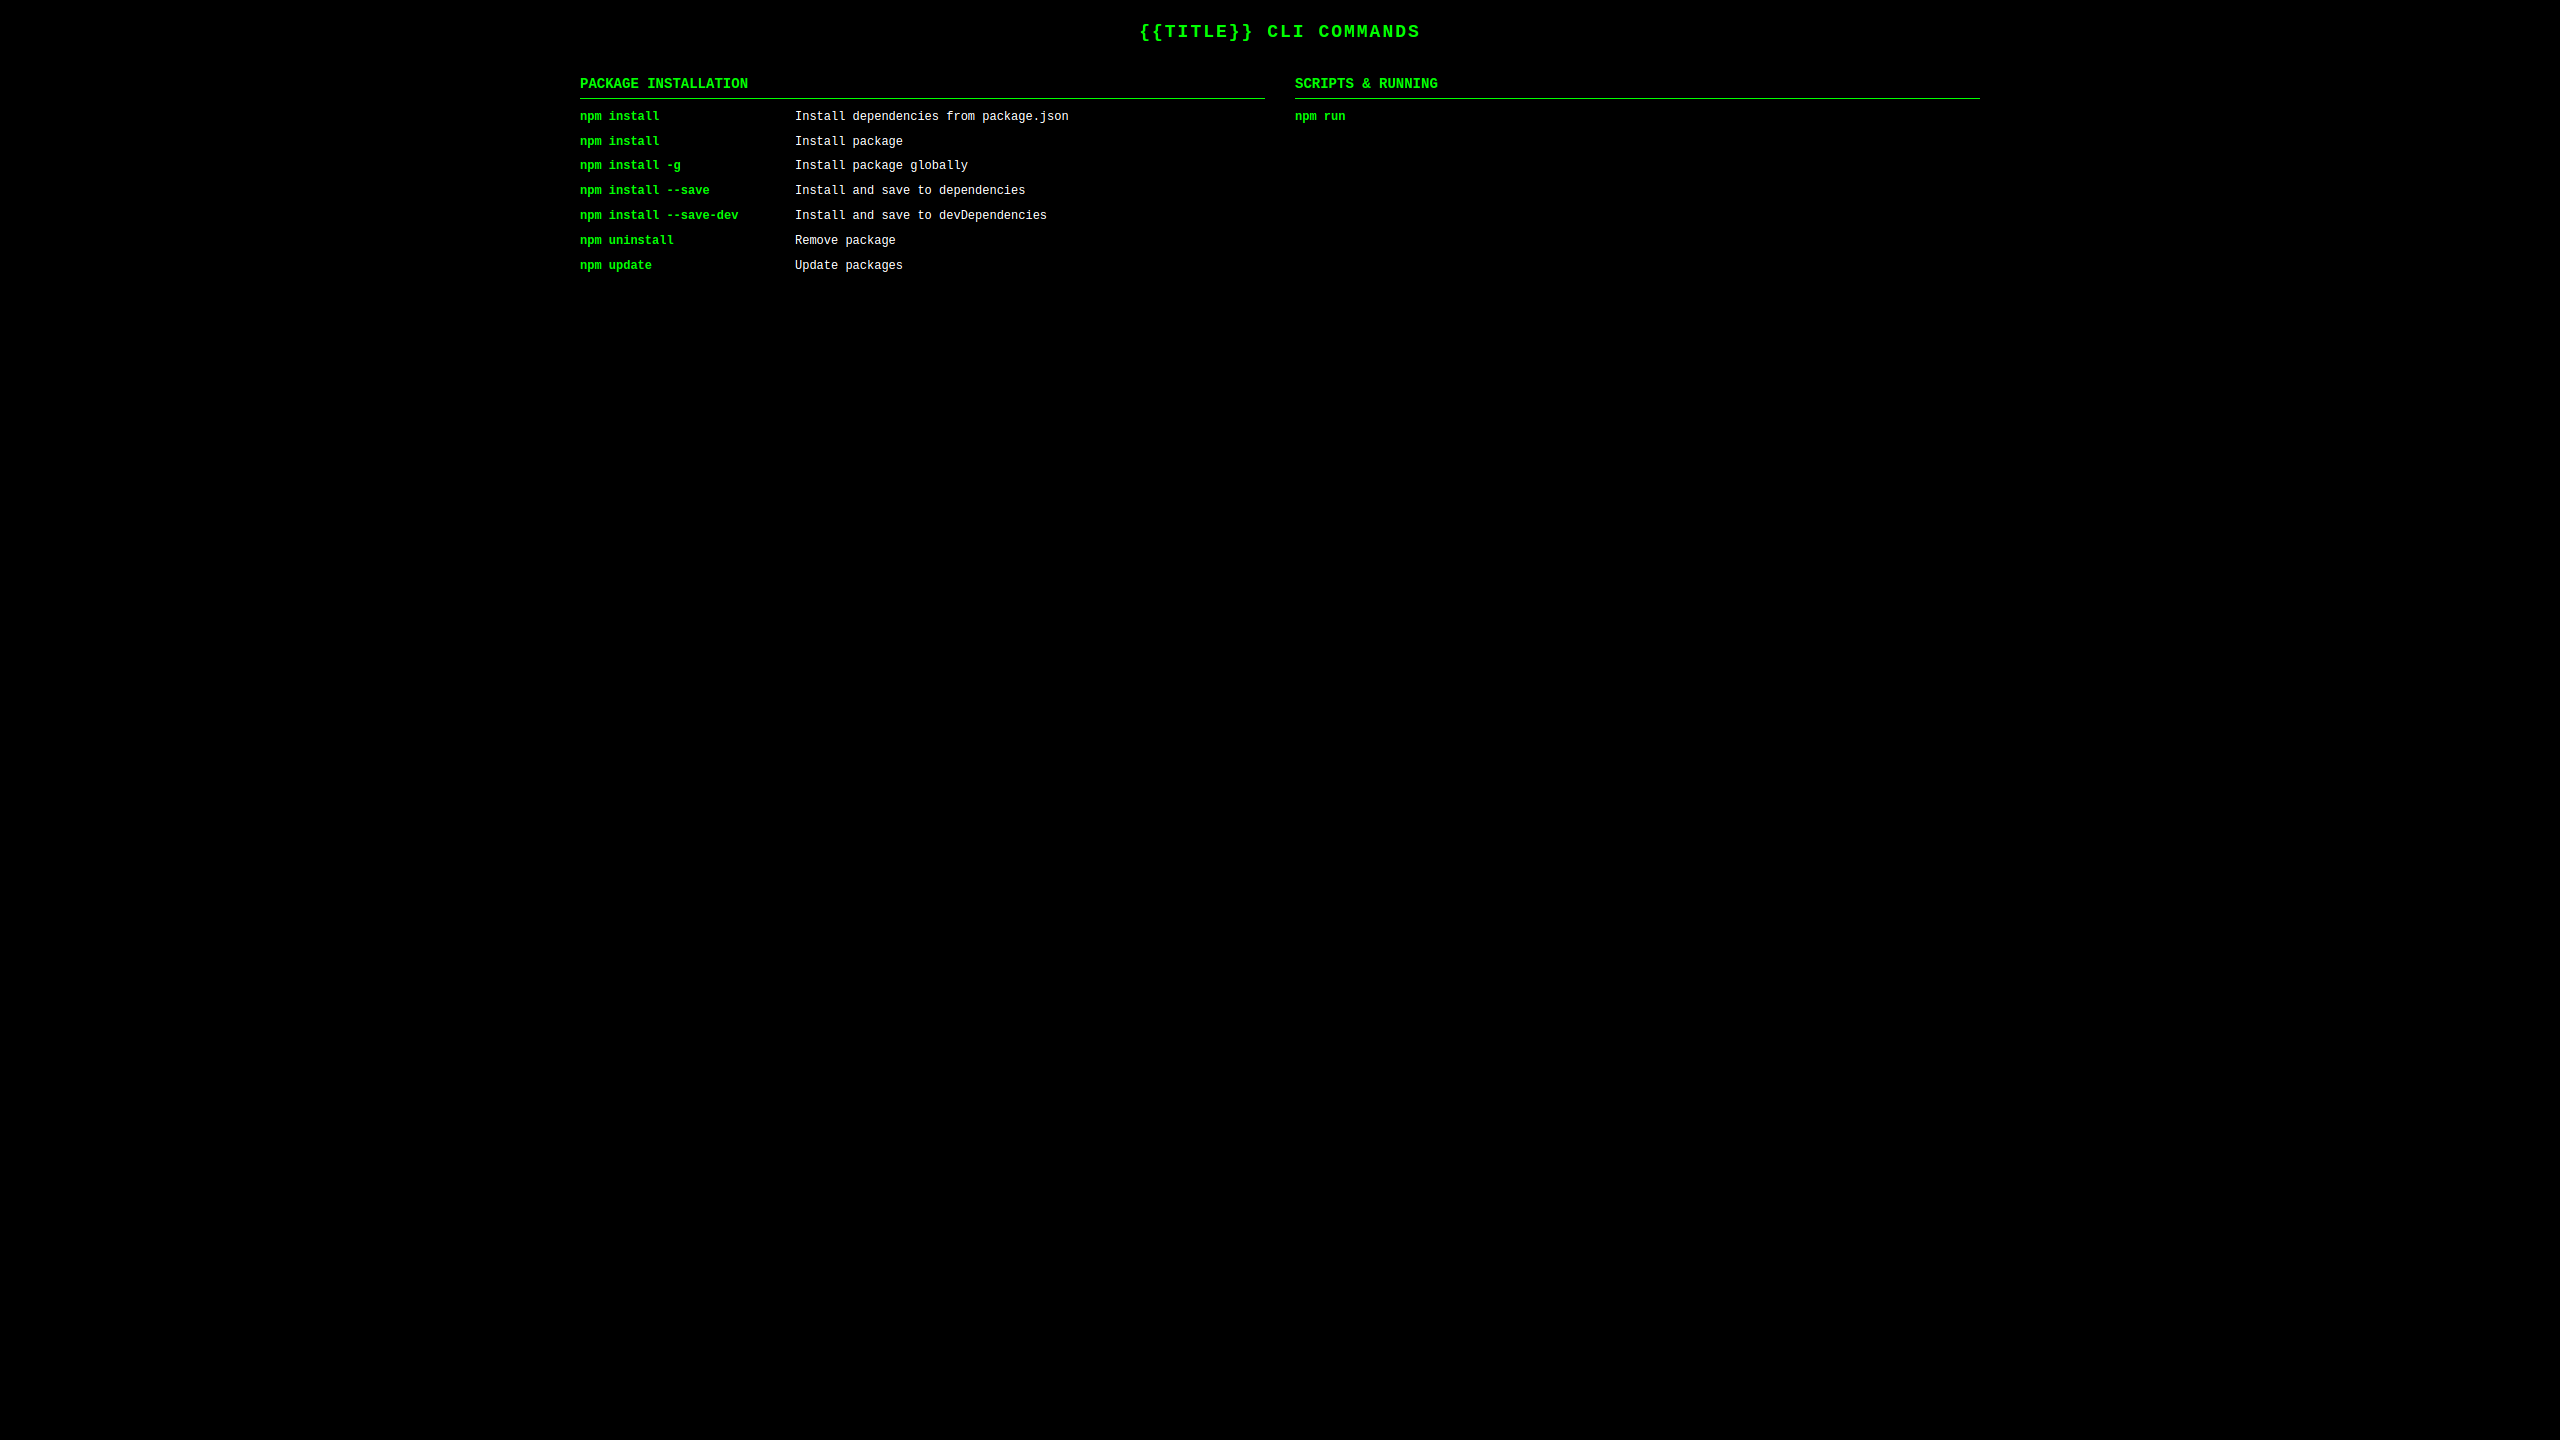 {{TITLE}} CLI COMMANDS
PACKAGE INSTALLATION
npm install Install dependencies from package.json
npm install Install package
npm install -g Install package globally
npm install --save Install and save to dependencies
npm install --save-dev Install and save to devDependencies
npm uninstall Remove package
npm update Update packages
SCRIPTS & RUNNING
npm run